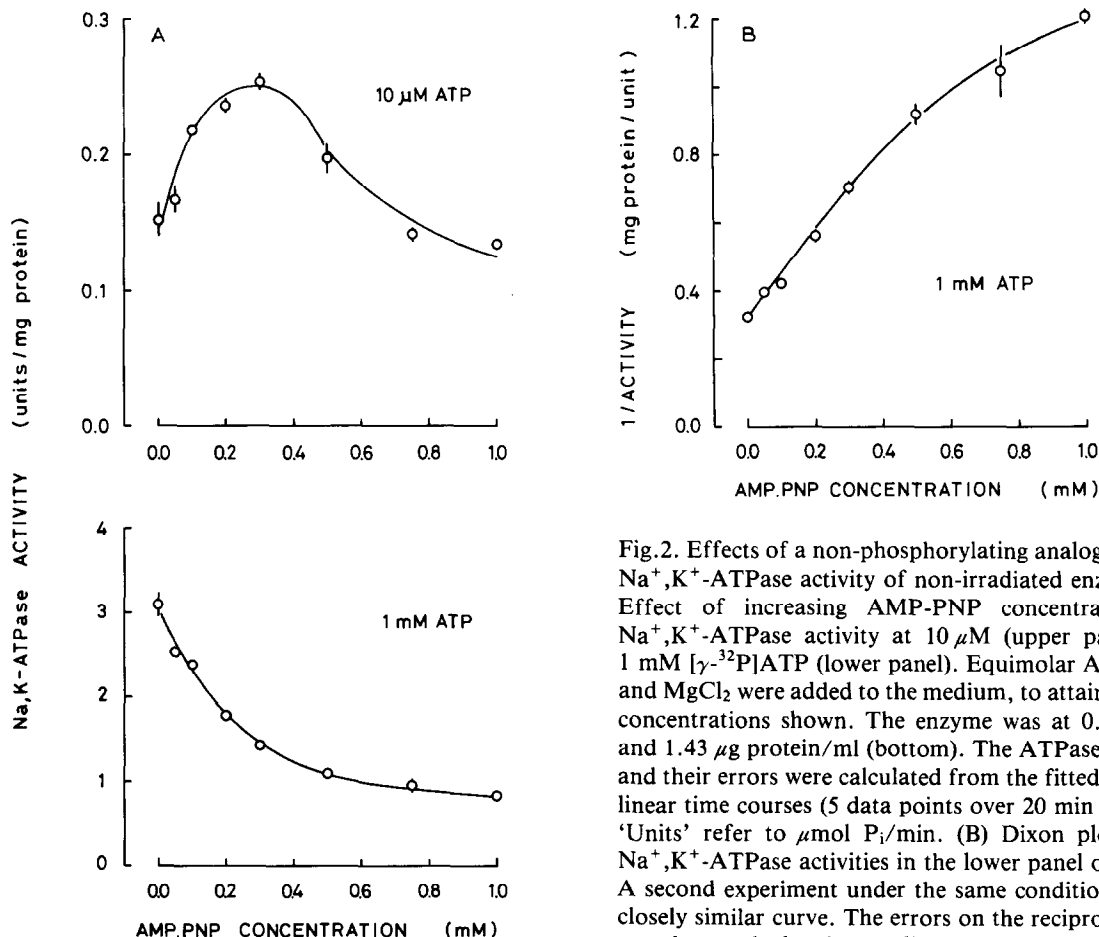 A
10 µM ATP
0.3
0.2
0.1
0.0
0.0 0.2 0.4 0.6 0.8 1.0
Na,K-ATPase ACTIVITY (units/mg protein)
4
3
2
1
0
1 mM ATP
0.0 0.2 0.4 0.6 0.8 1.0
AMP.PNP CONCENTRATION (mM)
B
1.2
0.8
0.4
0.0
1/ACTIVITY (mg protein/unit)
1 mM ATP
0.0 0.2 0.4 0.6 0.8 1.0
AMP.PNP CONCENTRATION (mM)
Fig.2. Effects of a non-phosphorylating analog
Na⁺,K⁺-ATPase activity of non-irradiated enz
Effect of increasing AMP-PNP concentra
Na⁺,K⁺-ATPase activity at 10 µM (upper pa
1 mM [γ-³²P]ATP (lower panel). Equimolar A
and MgCl₂ were added to the medium, to attain
concentrations shown. The enzyme was at 0.
and 1.43 µg protein/ml (bottom). The ATPase
and their errors were calculated from the fitted
linear time courses (5 data points over 20 min
'Units' refer to µmol Pᵢ/min. (B) Dixon plo
Na⁺,K⁺-ATPase activities in the lower panel o
A second experiment under the same condition
closely similar curve. The errors on the recipro